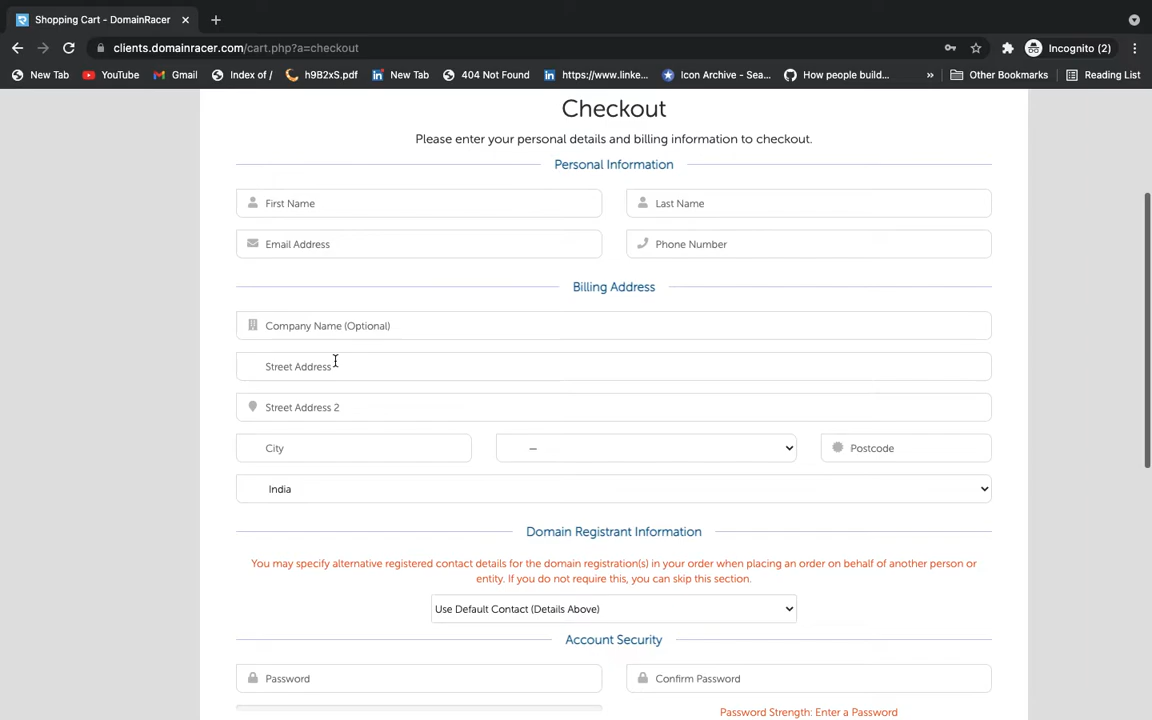 Shopping Cart - DomainRacer
clients.domainracer.com/cart.php?a=checkout
Incognito (2)
New Tab
YouTube
Gmail
Index of /
h9B2xS.pdf
New Tab
404 Not Found
https://www.linke...
Icon Archive - Sea...
How people build...
»
Other Bookmarks
Reading List
Checkout
Please enter your personal details and billing information to checkout.
Personal Information
First Name
Last Name
Email Address
Phone Number
Billing Address
Company Name (Optional)
Street Address
Street Address 2
City
—
Postcode
India
Domain Registrant Information
You may specify alternative registered contact details for the domain registration(s) in your order when placing an order on behalf of another person or
entity. If you do not require this, you can skip this section.
Use Default Contact (Details Above)
Account Security
Password
Confirm Password
Password Strength: Enter a Password